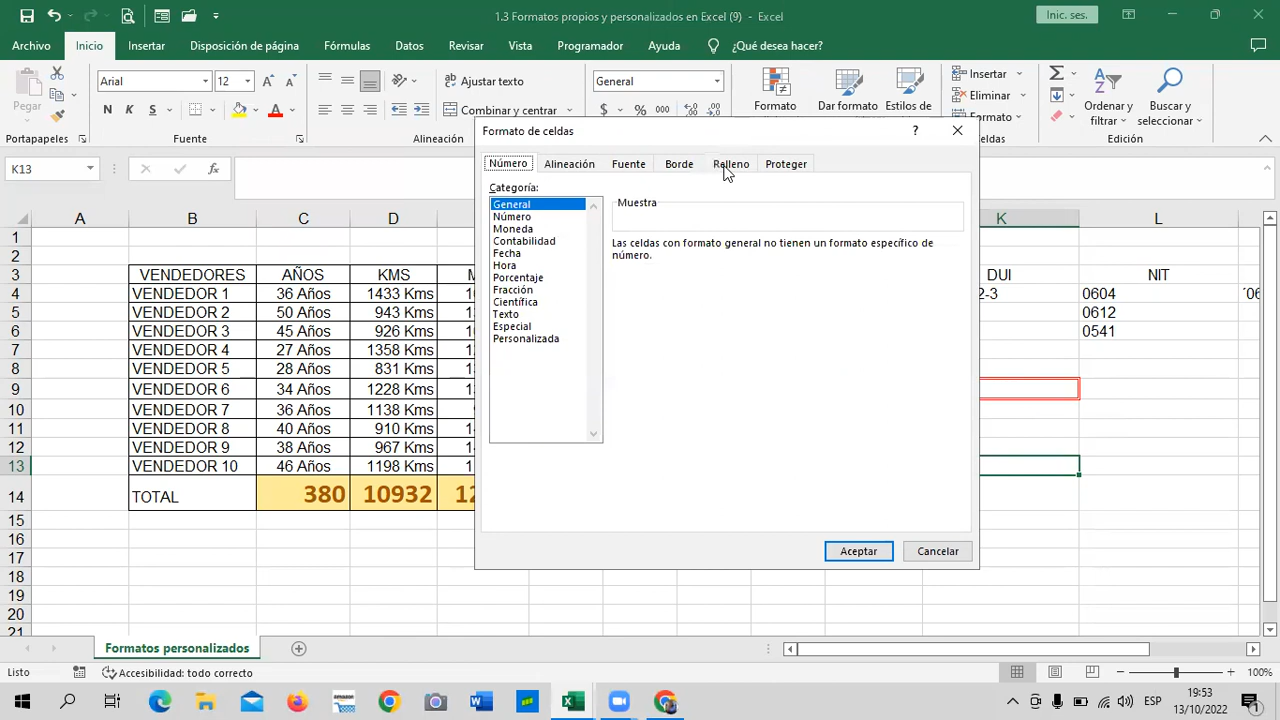 1.3 Formatos propios y personalizados en Excel (9) - Excel
Inic. ses.
Archivo Inicio Insertar Disposición de página Fórmulas Datos Revisar Vista Programador Ayuda ¿Qué desea hacer?
Pegar
Arial 12
Ajustar texto
General
Formato
Dar formato
Estilos de
Insertar
Eliminar
Formato
Ordenar y
filtrar
Buscar y
seleccionar
N K S
Combinar y centrar
$ % 000
Portapapeles Fuente Alineación Edición
K13
fx
Formato de celdas
?
Número Alineación Fuente Borde Relleno Proteger
Categoría:
General
Número
Moneda
Contabilidad
Fecha
Hora
Porcentaje
Fracción
Científica
Texto
Especial
Personalizada
Muestra
Las celdas con formato general no tienen un formato específico de
número.
Aceptar Cancelar
A B C D K L
1
2
3 VENDEDORES AÑOS KMS DUI NIT
4 VENDEDOR 1 36 Años 1433 Kms 2-3 0604
5 VENDEDOR 2 50 Años 943 Kms 0612
6 VENDEDOR 3 45 Años 926 Kms 0541
7 VENDEDOR 4 27 Años 1358 Kms
8 VENDEDOR 5 28 Años 831 Kms
9 VENDEDOR 6 34 Años 1228 Kms
10 VENDEDOR 7 36 Años 1138 Kms
11 VENDEDOR 8 40 Años 910 Kms
12 VENDEDOR 9 38 Años 967 Kms
13 VENDEDOR 10 46 Años 1198 Kms
14 TOTAL 380 10932 12
15
16
17
18
19
20
21
Formatos personalizados
Listo
Accesibilidad: todo correcto
100%
ESP
19:53
13/10/2022